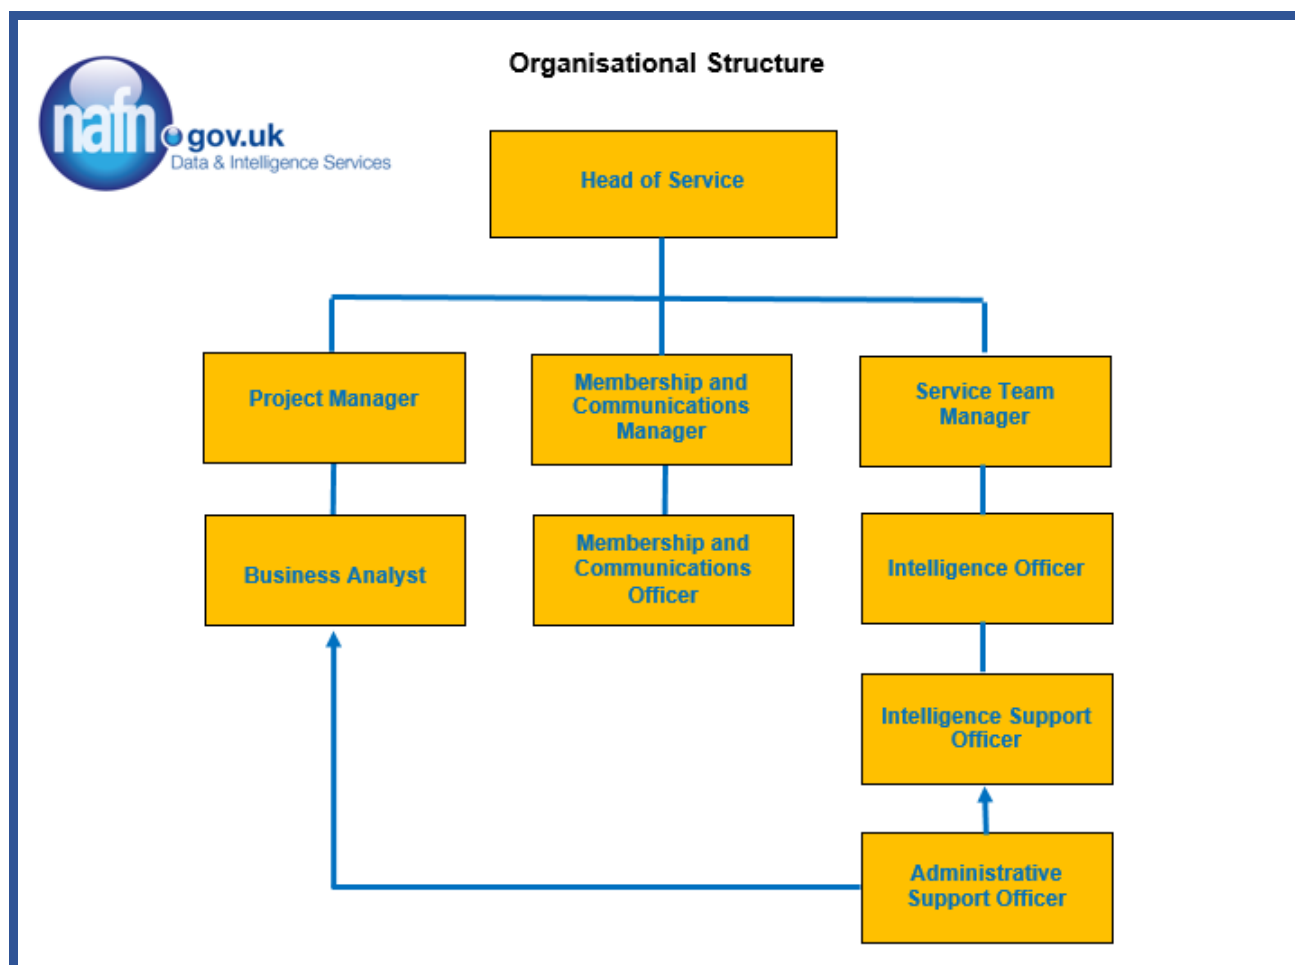 Organisational Structure
nafn.gov.uk
Data & Intelligence Services
Head of Service
Project Manager
Membership and
Communications
Manager
Service Team
Manager
Business Analyst
Membership and
Communications
Officer
Intelligence Officer
Intelligence Support
Officer
Administrative
Support Officer